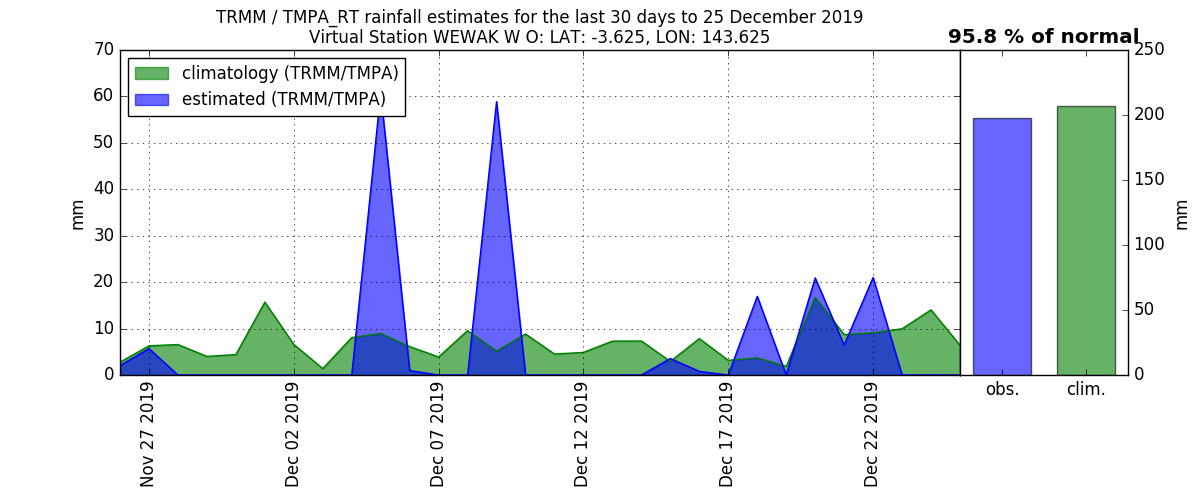 TRMM / TMPA_RT rainfall estimates for the last 30 days to 25 December 2019
Virtual Station WEWAK W O: LAT: -3.625, LON: 143.625
95.8 % of normal
climatology (TRMM/TMPA)
estimated (TRMM/TMPA)
mm
70
60
50
40
30
20
10
0
Nov 27 2019
Dec 02 2019
Dec 07 2019
Dec 12 2019
Dec 17 2019
Dec 22 2019
obs.
clim.
250
200
150
100
50
0
mm